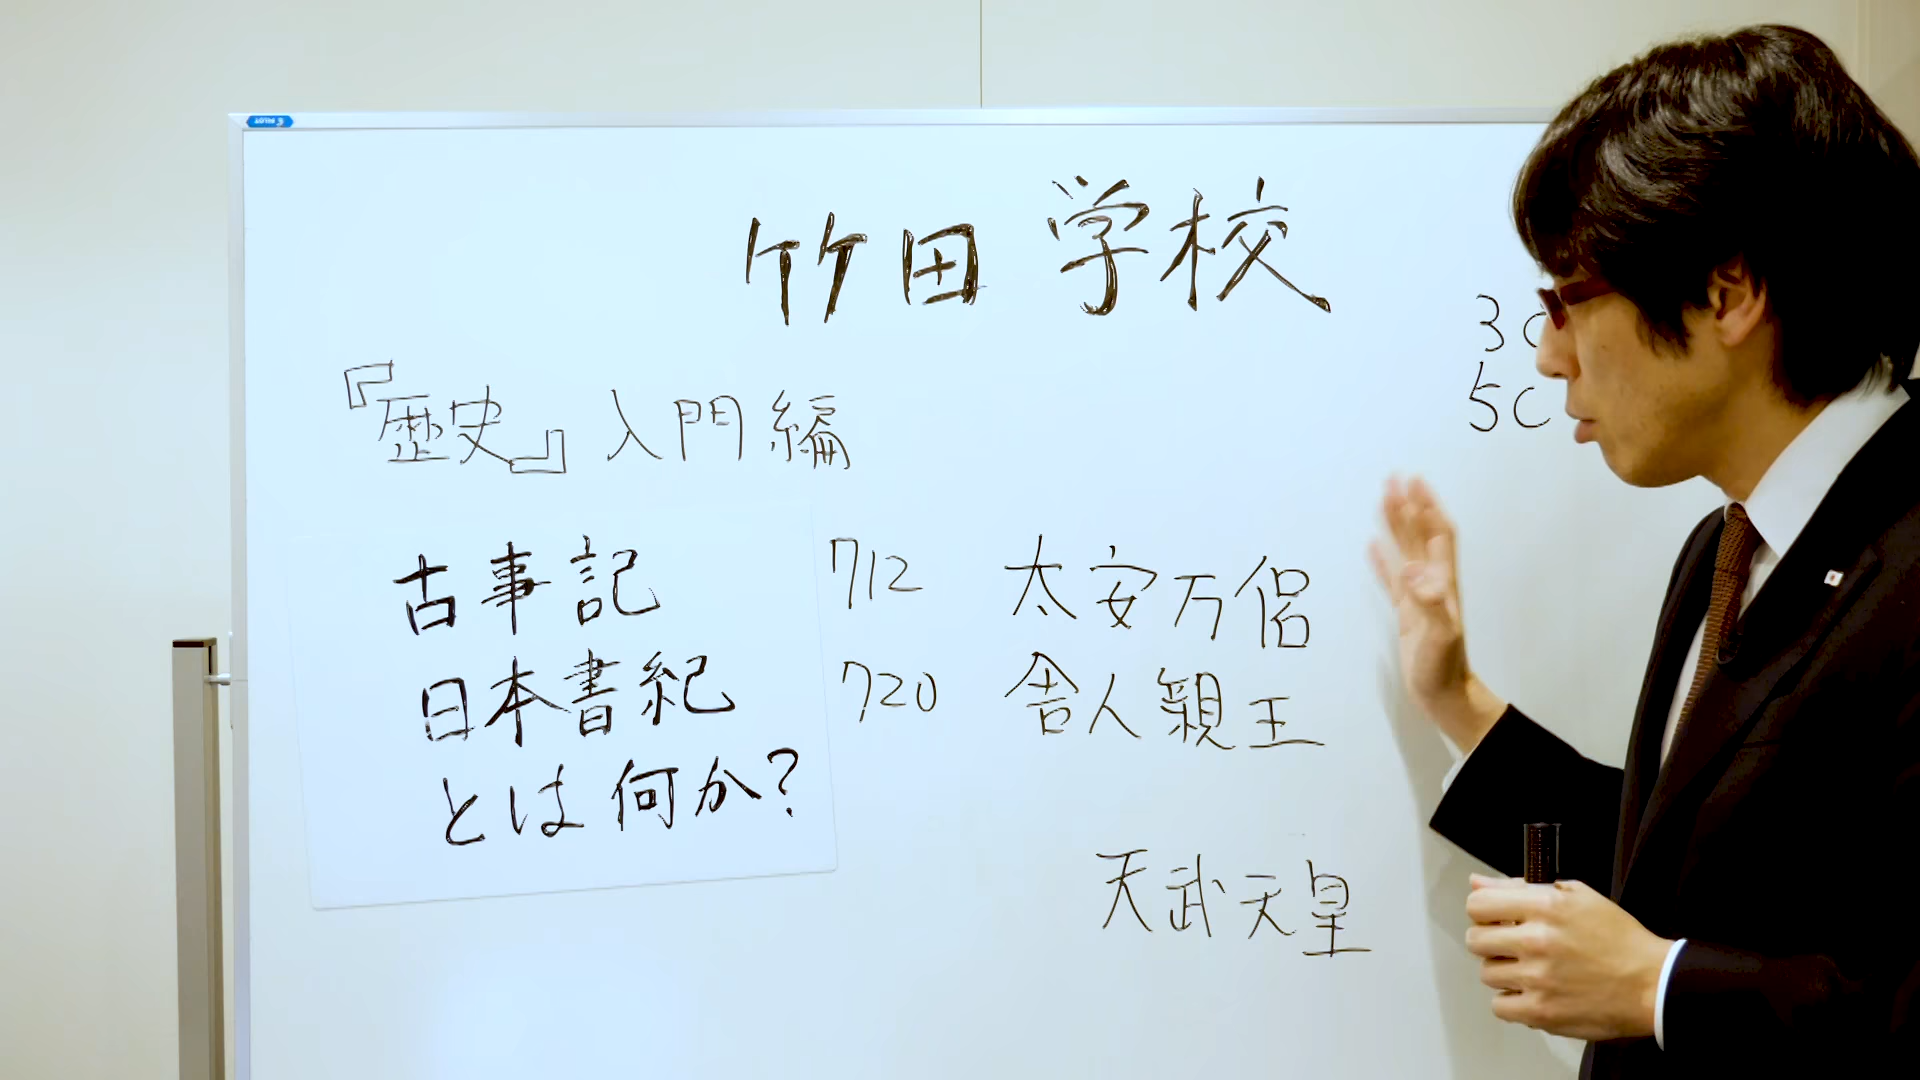 PILOT
竹田学校
『歴史』入門編
3C
5C
古事記 712 太安万侶
日本書紀 720 舎人親王
とは何か?
天武天皇